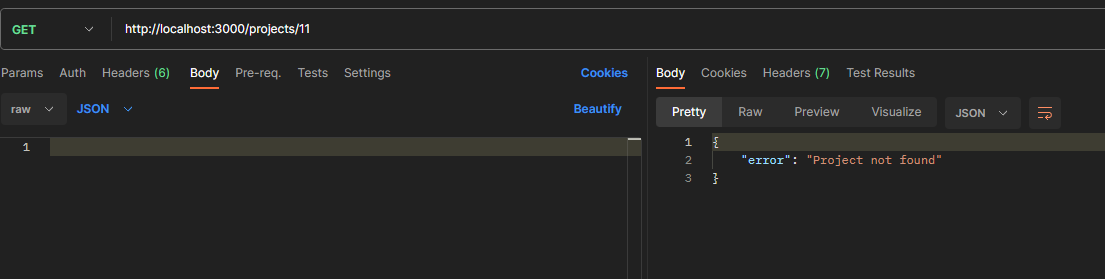 GET http://localhost:3000/projects/11
Params Auth Headers (6) Body Pre-req. Tests Settings Cookies
raw JSON Beautify
1
Body Cookies Headers (7) Test Results
Pretty Raw Preview Visualize JSON
1 {
2 "error": "Project not found"
3 }